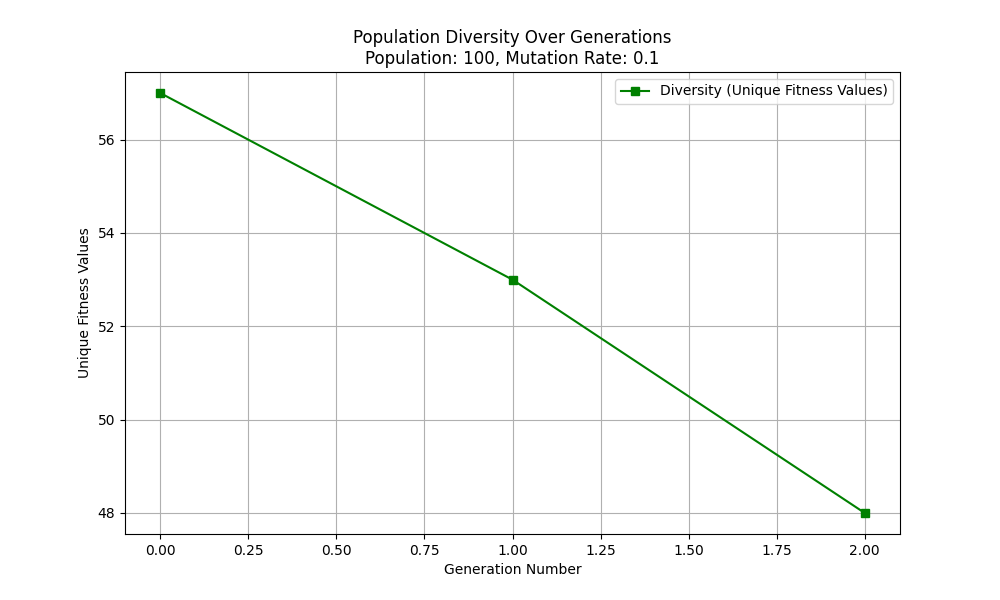 Population Diversity Over Generations
Population: 100, Mutation Rate: 0.1
Diversity (Unique Fitness Values)
Unique Fitness Values
56
54
52
50
48
0.00 0.25 0.50 0.75 1.00 1.25 1.50 1.75 2.00
Generation Number